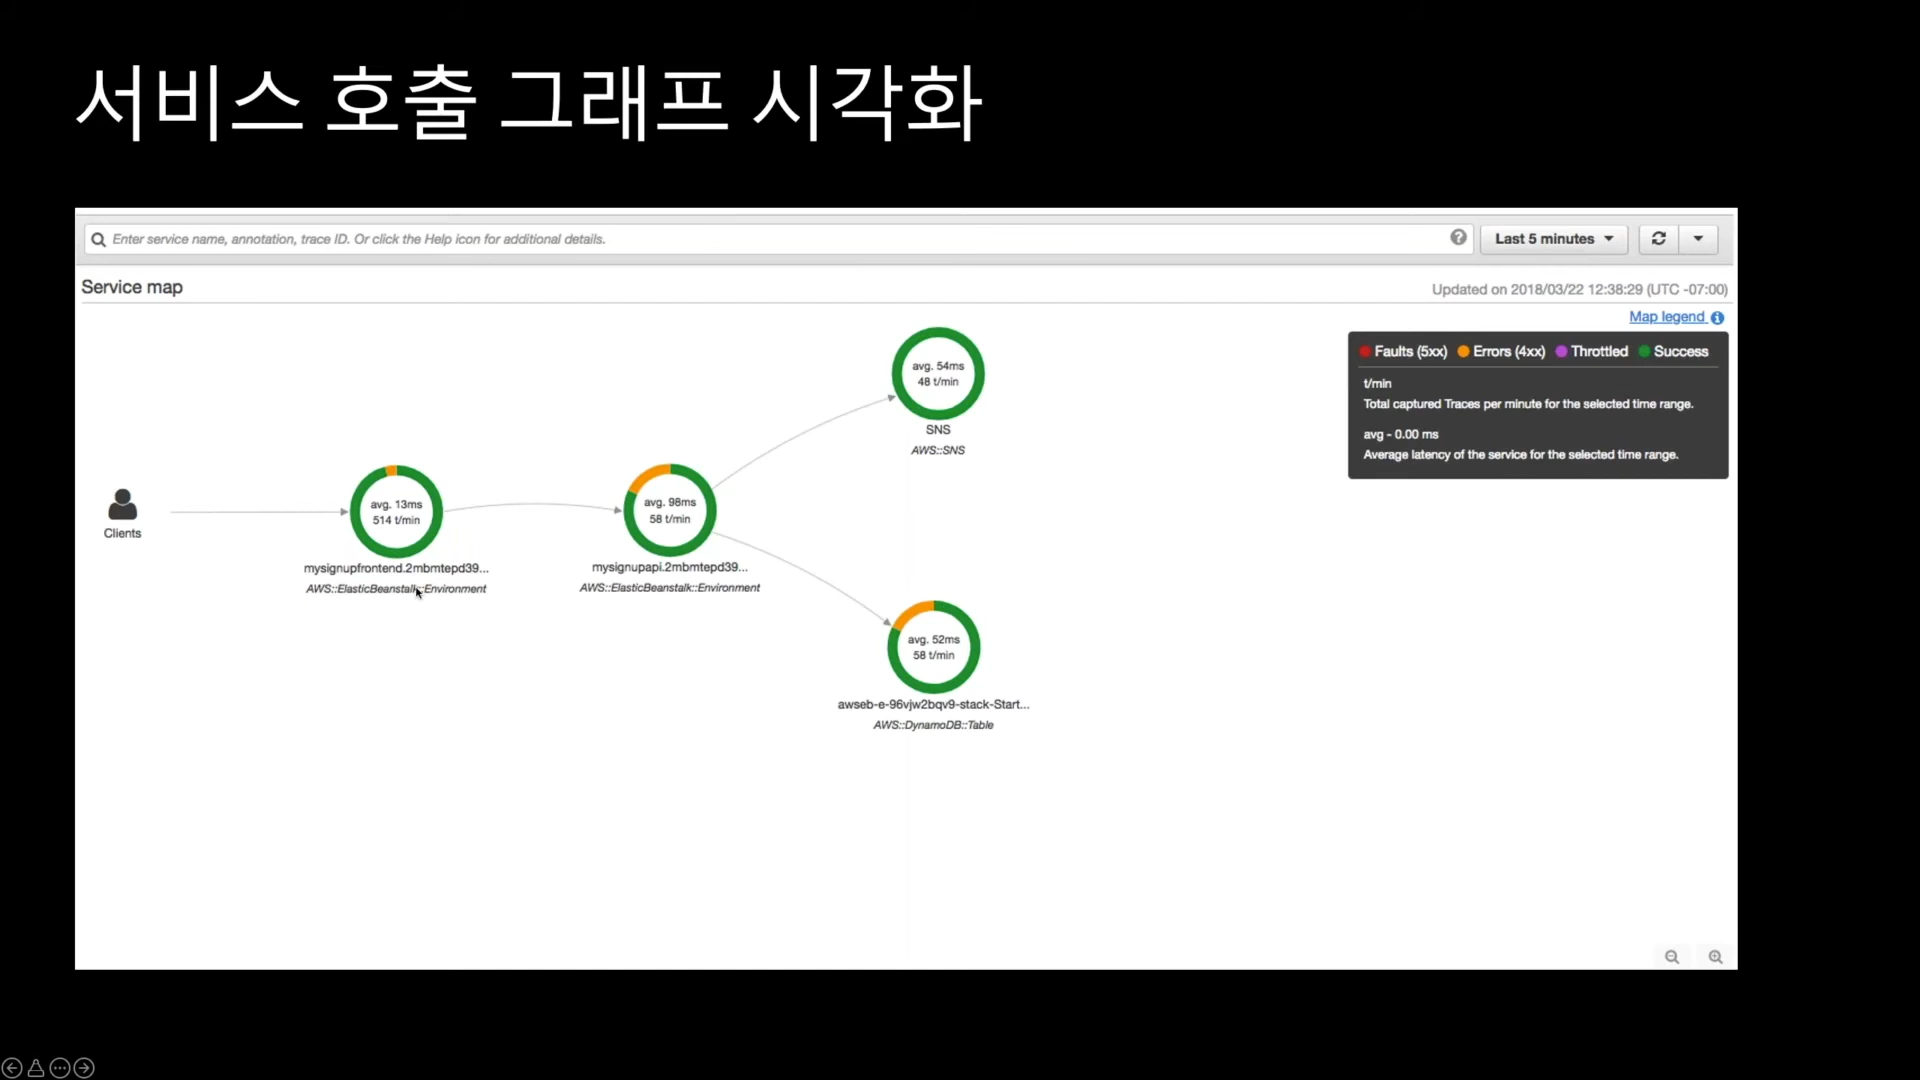 서비스 호출 그래프 시각화
Enter service name, annotation, trace ID. Or click the Help icon for additional details.
Last 5 minutes
Service map
Updated on 2018/03/22 12:38:29 (UTC -07:00)
Map legend
Faults (5xx) Errors (4xx) Throttled Success
t/min
Total captured Traces per minute for the selected time range.
avg - 0.00 ms
Average latency of the service for the selected time range.
avg. 54ms
48 t/min
SNS
AWS::SNS
Clients
avg. 13ms
514 t/min
mysignupfrontend.2mbmtepd39...
AWS::ElasticBeanstalk::Environment
avg. 98ms
58 t/min
mysignupapi.2mbmtepd39...
AWS::ElasticBeanstalk::Environment
avg. 52ms
58 t/min
awseb-e-96vjw2bqv9-stack-Start...
AWS::DynamoDB::Table